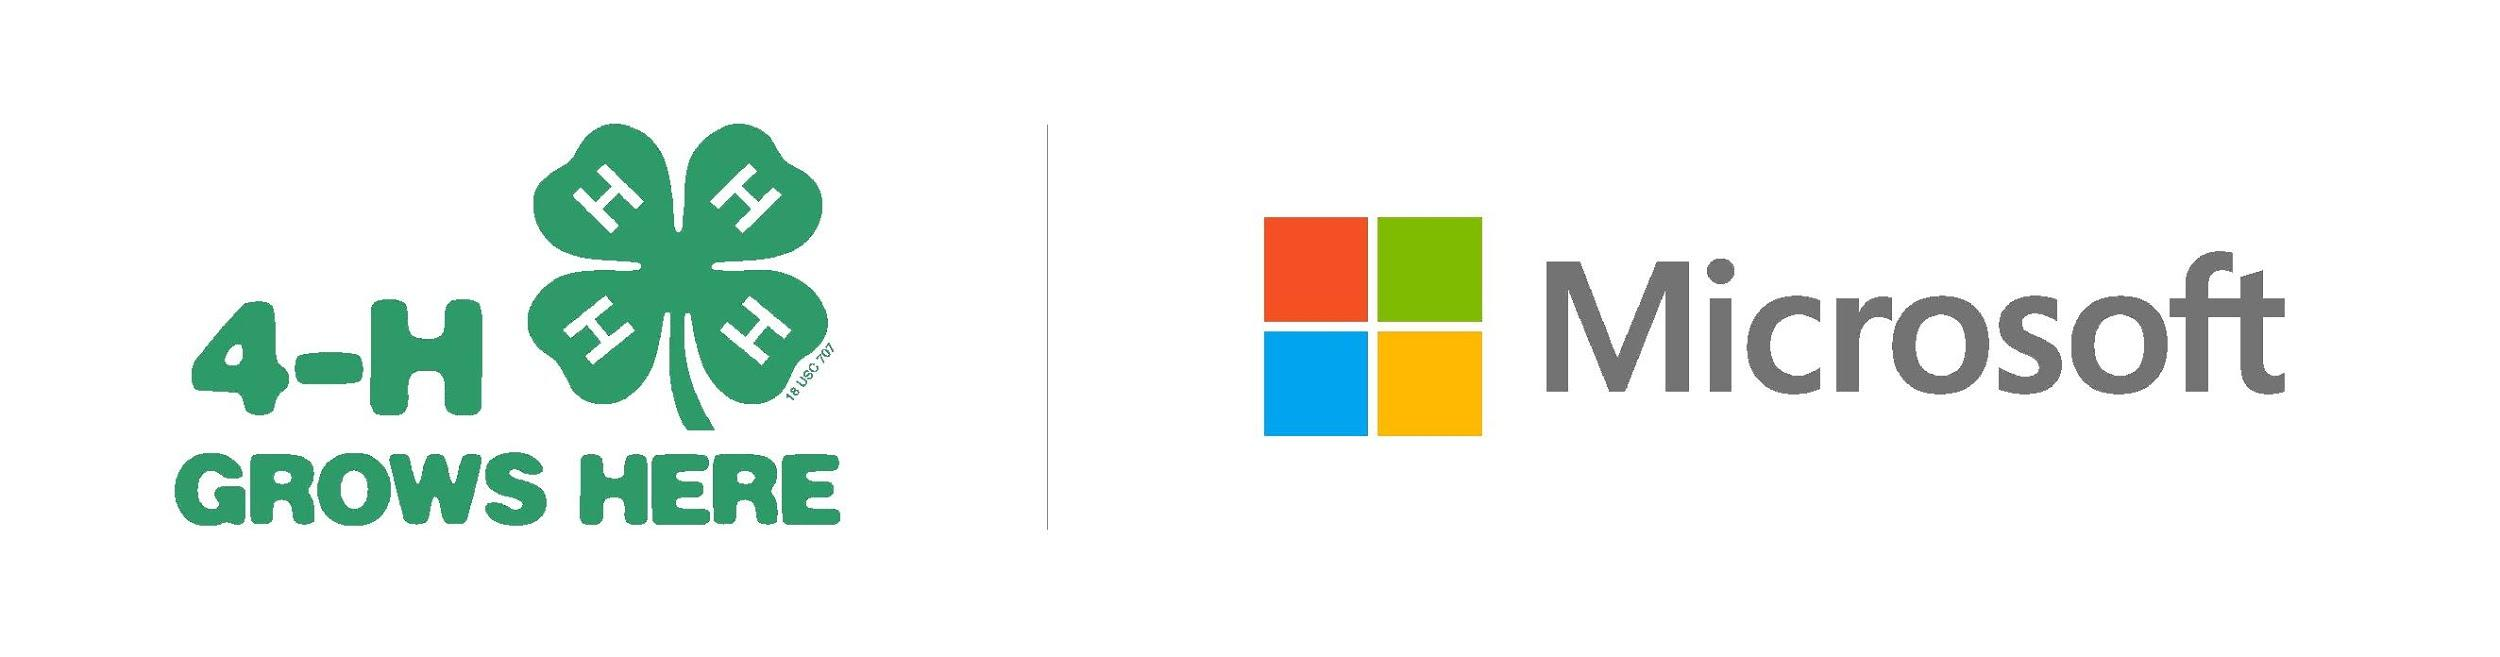 H H
H H
18 USC 707
4-H
GROWS HERE
Microsoft